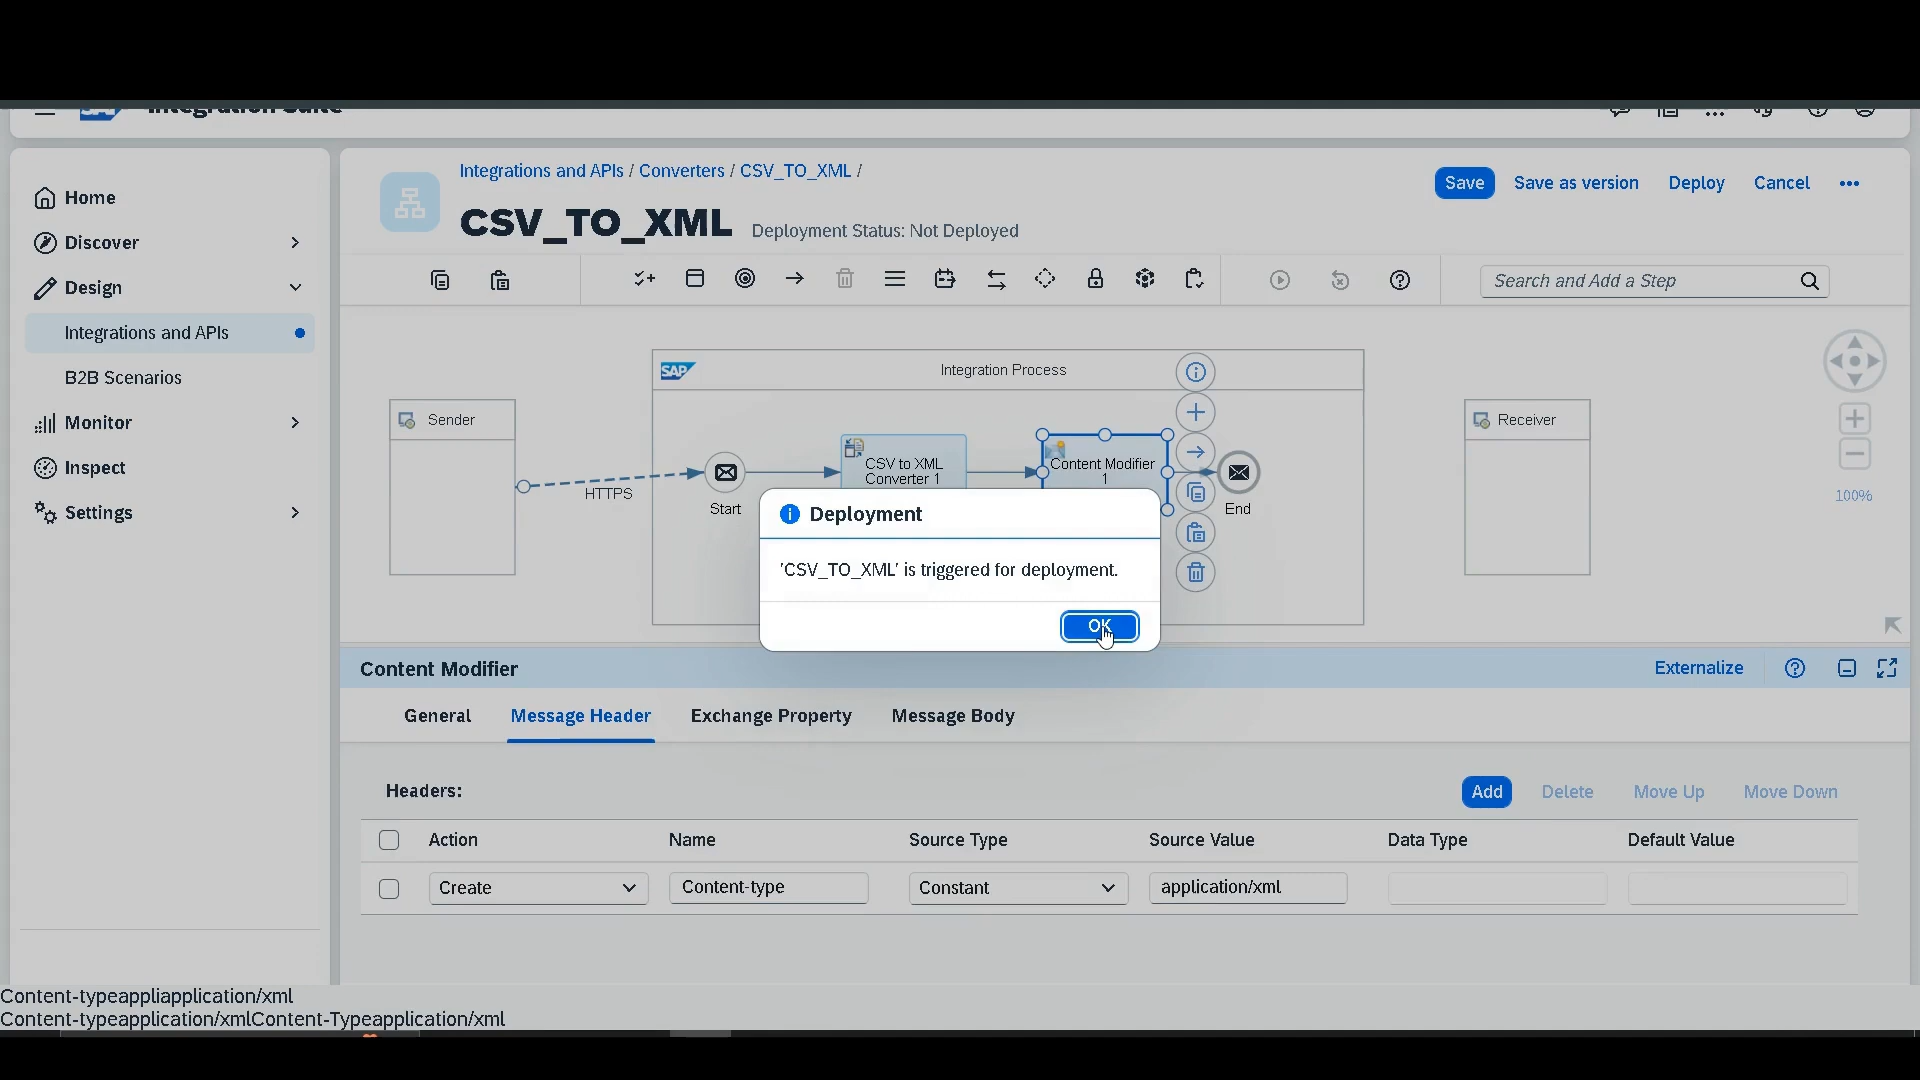 SAP Integration Suite
Home
Discover
Design
Integrations and APIs
B2B Scenarios
Monitor
Inspect
Settings
Integrations and APIs / Converters / CSV_TO_XML /
CSV_TO_XML Deployment Status: Not Deployed
Save Save as version Deploy Cancel
Search and Add a Step
SAP Integration Process
Sender
HTTPS
Start
CSV to XML
Converter 1
Content Modifier
1
End
Receiver
100%
Deployment
'CSV_TO_XML' is triggered for deployment.
OK
Content Modifier Externalize
General Message Header Exchange Property Message Body
Headers: Add Delete Move Up Move Down
Action Name Source Type Source Value Data Type Default Value
Create Content-type Constant application/xml
Content-typeappliapplication/xml
Content-typeapplication/xmlContent-Typeapplication/xml